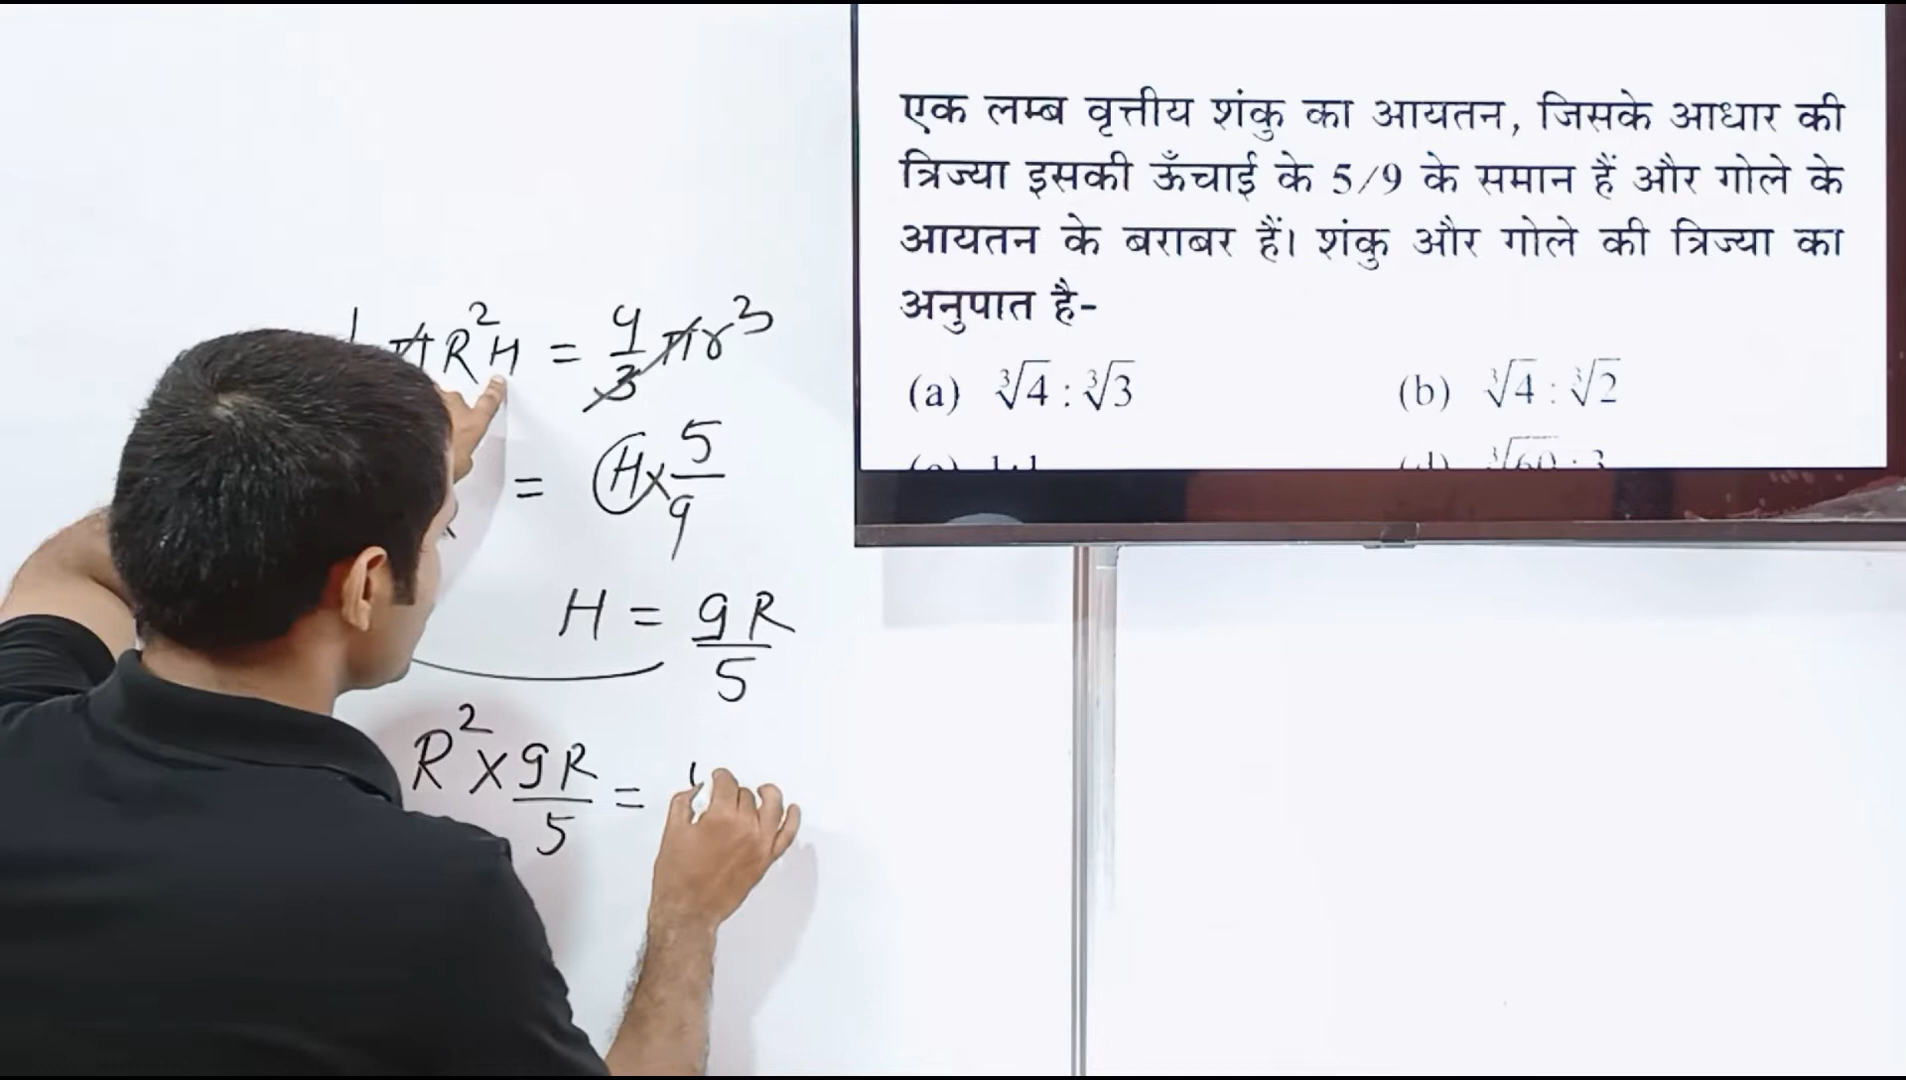 एक लम्ब वृत्तीय शंकु का आयतन, जिसके आधार की
त्रिज्या इसकी ऊँचाई के 5/9 के समान हैं और गोले के
आयतन के बराबर हैं। शंकु और गोले की त्रिज्या का
अनुपात है-
(a) ∛4 : ∛3 (b) ∛4 : ∛2
πR²H = 4/3 πr³
= H × 5/9
H = 9R/5
R² × 9R/5 =